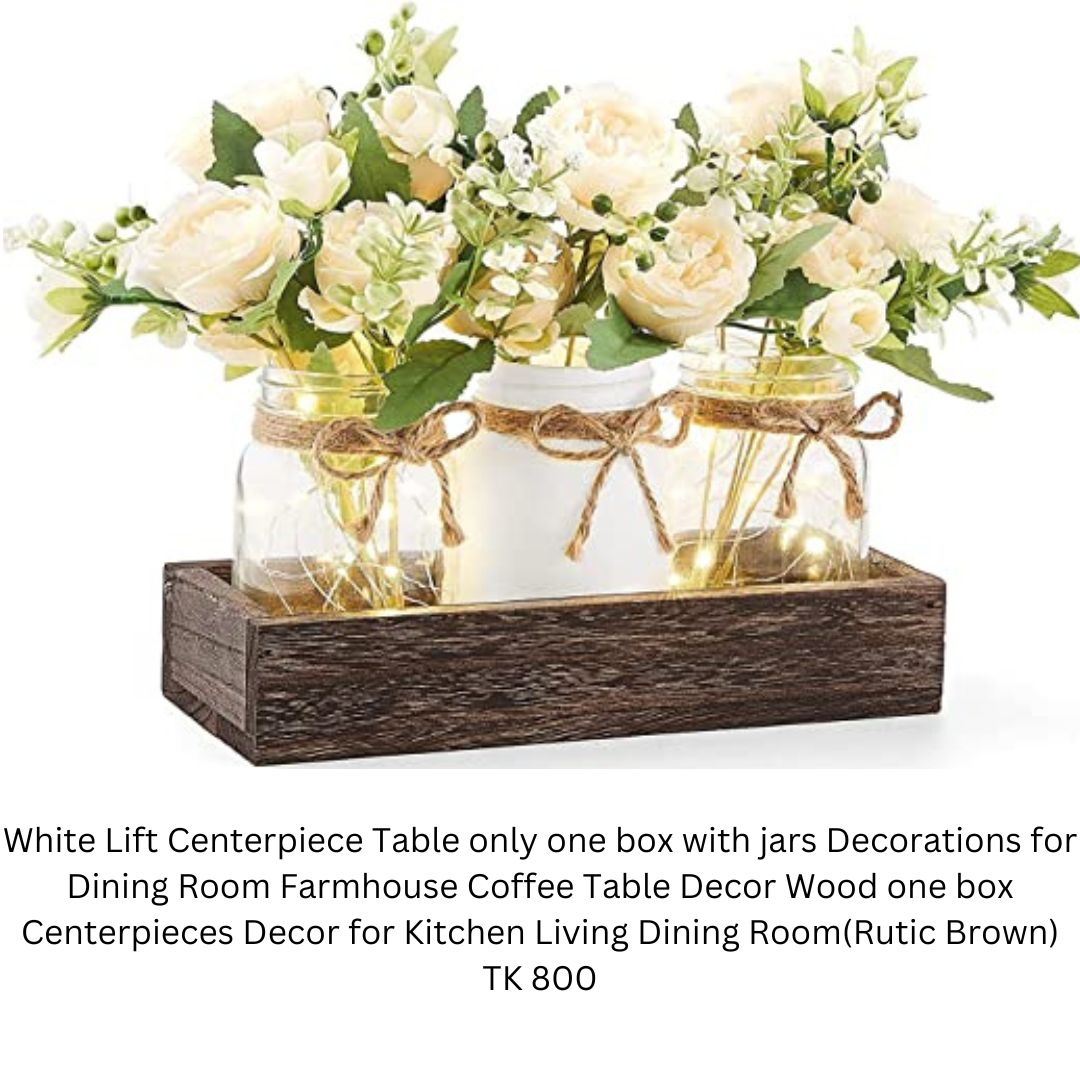 White Lift Centerpiece Table only one box with jars Decorations for
Dining Room Farmhouse Coffee Table Decor Wood one box
Centerpieces Decor for Kitchen Living Dining Room(Rutic Brown)
TK 800